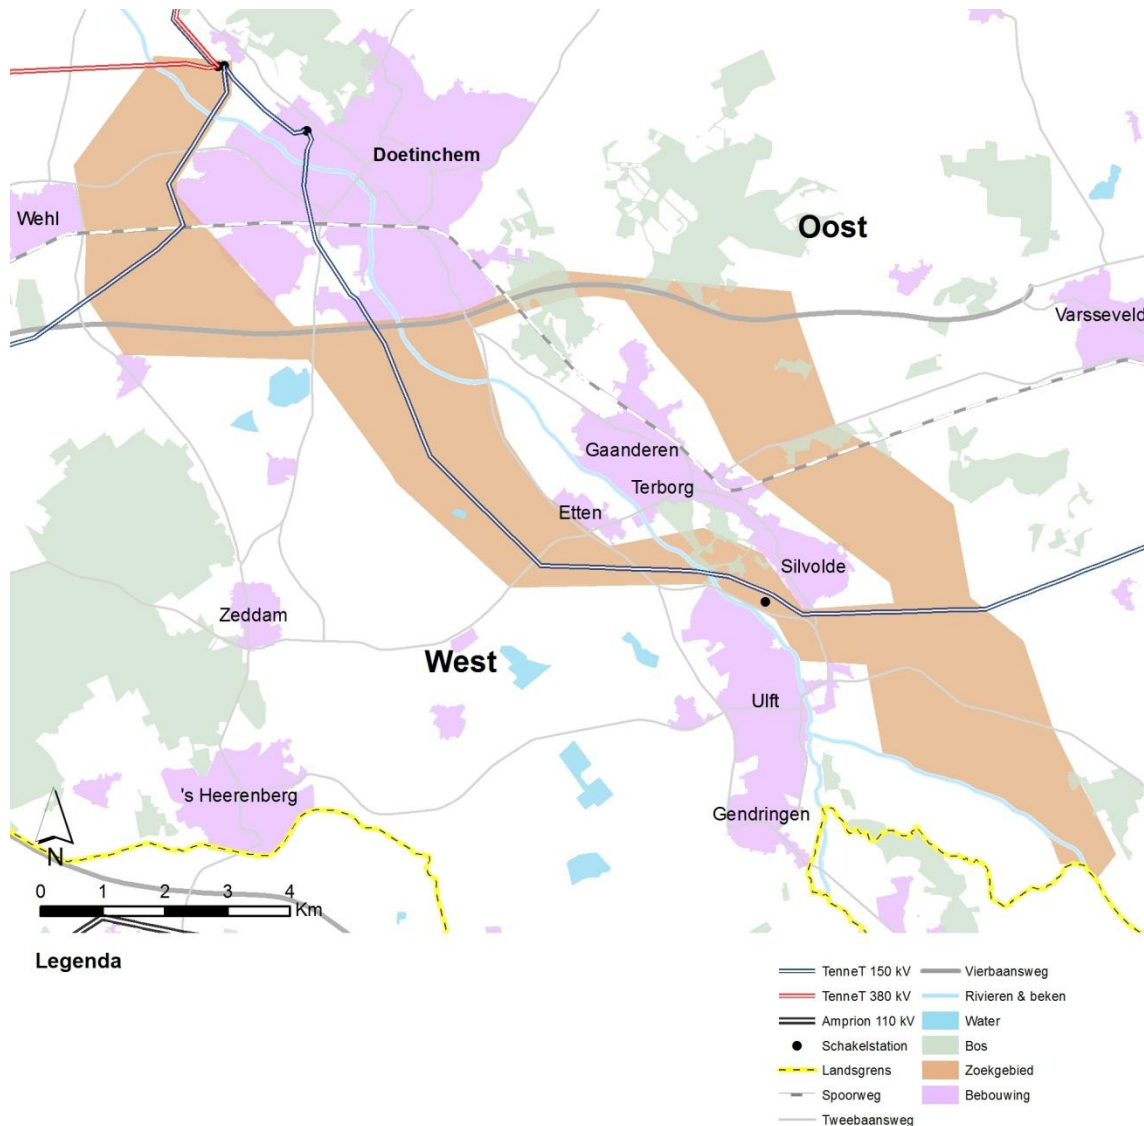 Doetinchem
Wehl
Oost
Varsseveld
Gaanderen
Terborg
Etten
Silvolde
Zeddam
West
Ulft
's Heerenberg
Gendringen
N
0 1 2 3 4
Km
Legenda
TenneT 150 kV
TenneT 380 kV
Amprion 110 kV
Schakelstation
Landsgrens
Spoorweg
Tweebaansweg
Vierbaansweg
Rivieren & beken
Water
Bos
Zoekgebied
Bebouwing